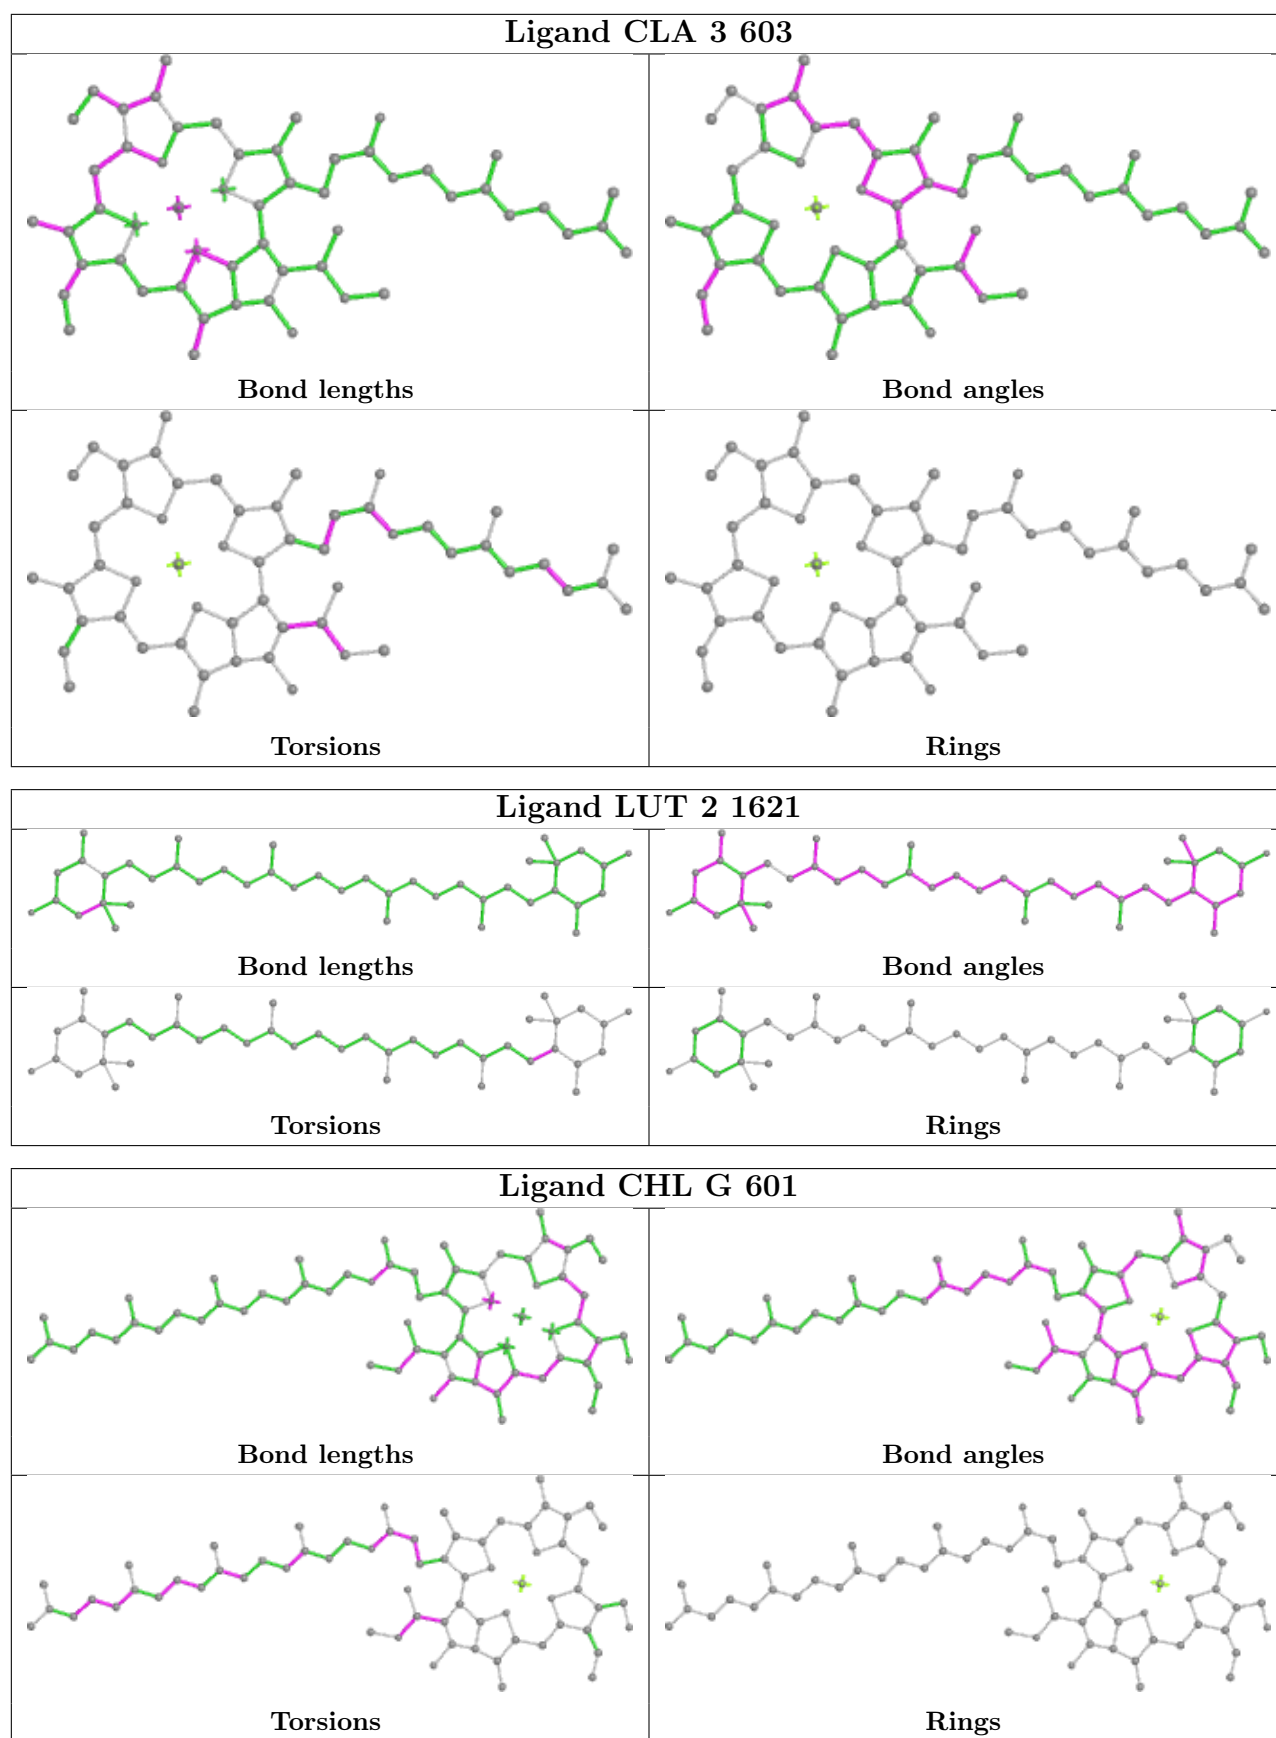 Ligand CLA 3 603
Bond lengths
Bond angles
Torsions
Rings
Ligand LUT 2 1621
Bond lengths
Bond angles
Torsions
Rings
Ligand CHL G 601
Bond lengths
Bond angles
Torsions
Rings